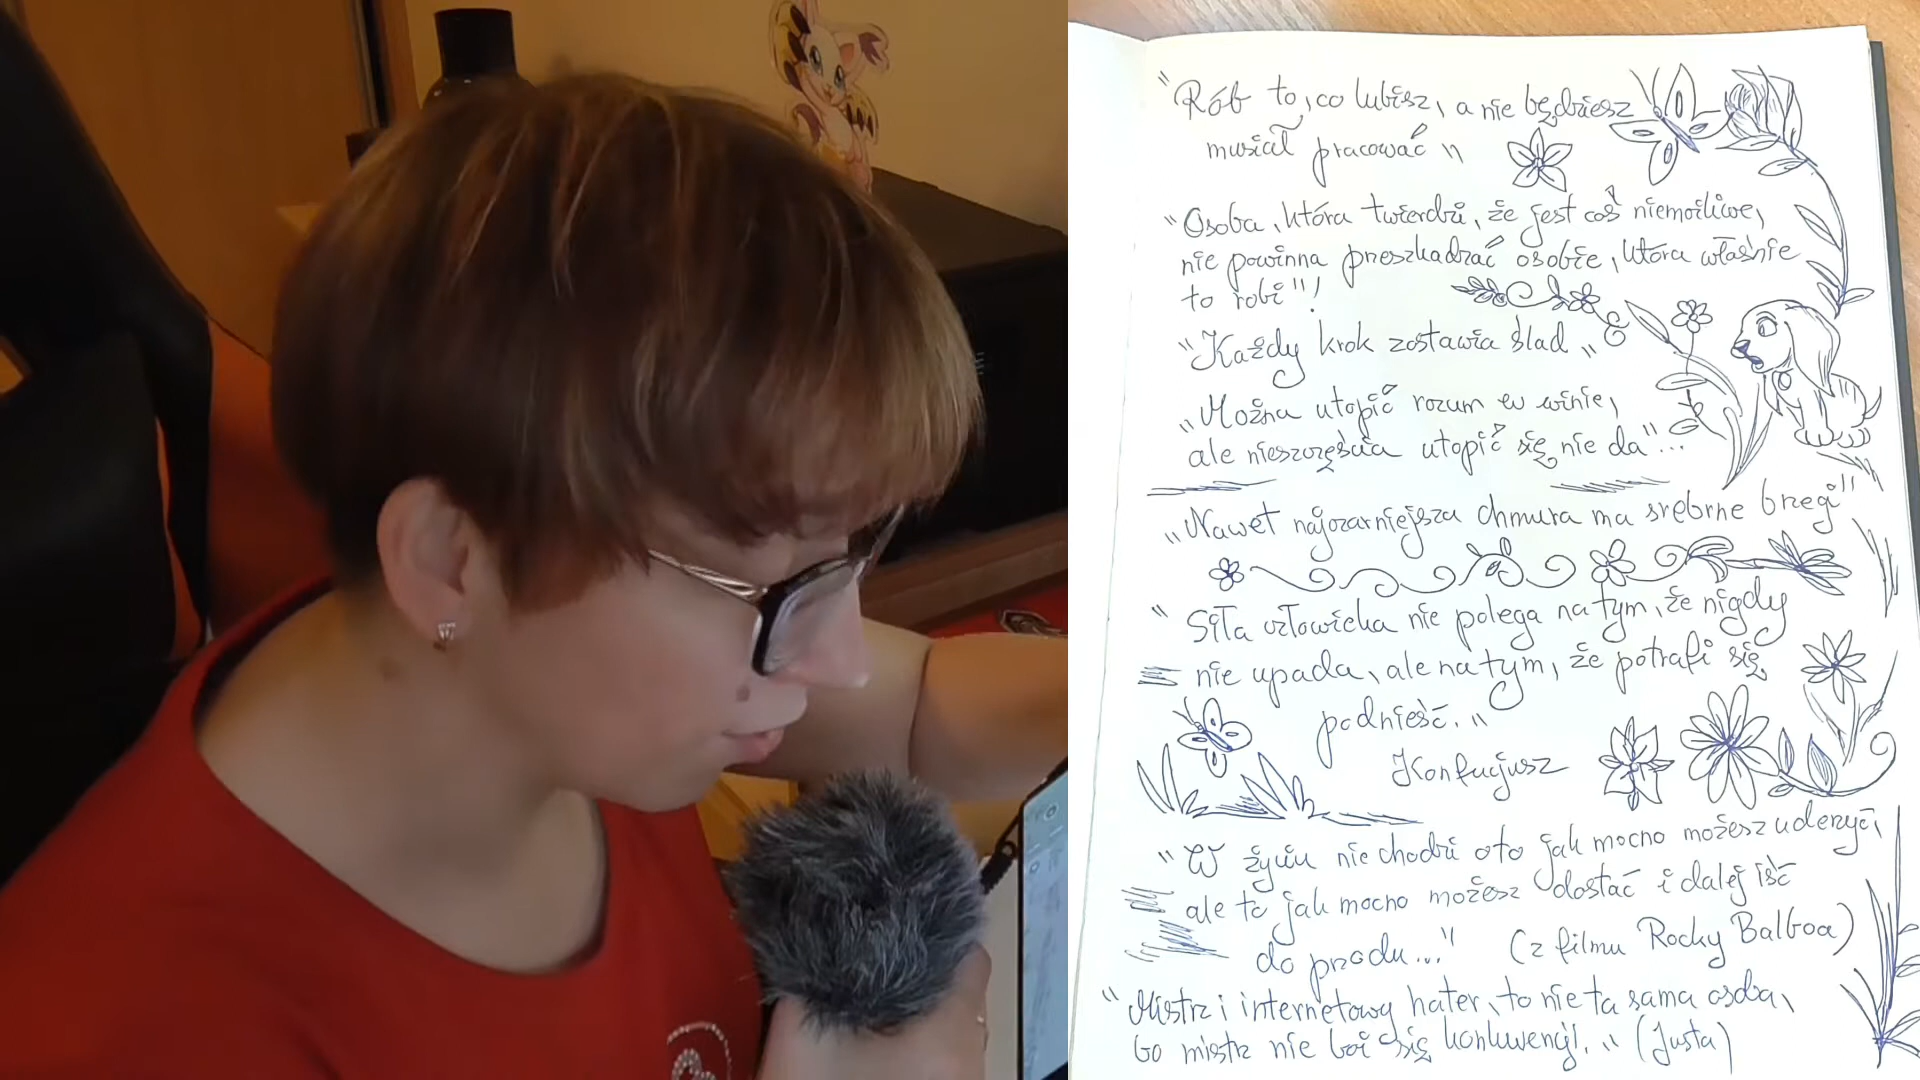 "Rób to, co lubisz, a nie będziesz
musiał pracować"
"Osoba, która twierdzi, że jest coś niemożliwe,
nie powinna przeszkadzać osobie, która właśnie
to robi"!
"Każdy krok zostawia ślad"
"Można utopić rozum w winie,
ale nieszczęścia utopić się nie da"...
"Nawet najczarniejsza chmura ma srebrne brzegi"
"Siła człowieka nie polega na tym, że nigdy
nie upada, ale na tym, że potrafi się
podnieść."
Konfucjusz
"W życiu nie chodzi oto jak mocno możesz uderzyć,
ale to jak mocno możesz dostać i dalej iść
do przodu..." (z filmu Rocky Balboa)
"Mistrz i internetowy hater, to nie ta sama osoba,
bo mistrz nie boi się konkurencji." (Justa)